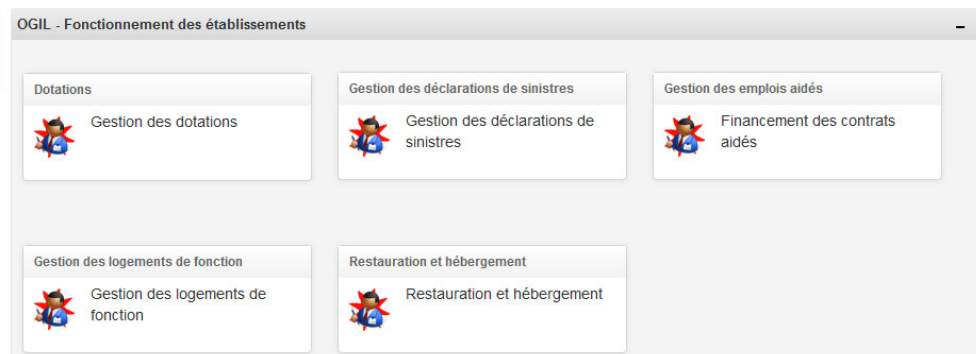 OGIL - Fonctionnement des établissements
Dotations
Gestion des dotations
Gestion des déclarations de sinistres
Gestion des déclarations de
sinistres
Gestion des emplois aidés
Financement des contrats
aidés
Gestion des logements de fonction
Gestion des logements de
fonction
Restauration et hébergement
Restauration et hébergement